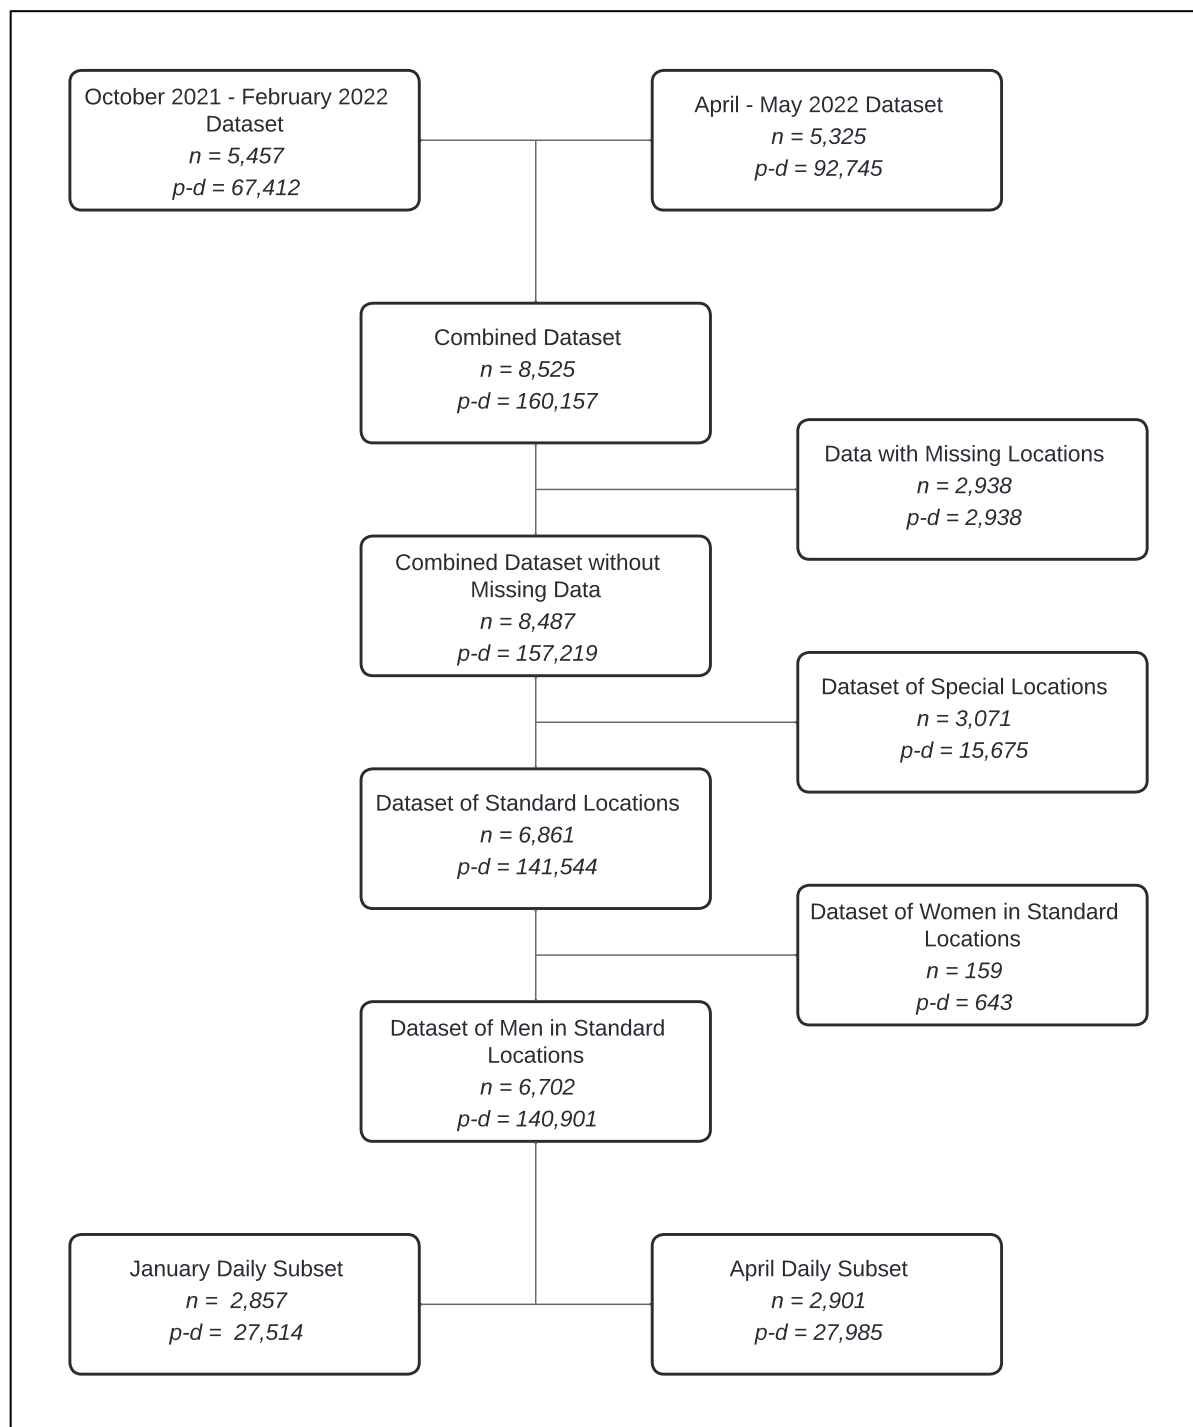 October 2021 - February 2022
Dataset
n = 5,457
p-d = 67,412
April - May 2022 Dataset
n = 5,325
p-d = 92,745
Combined Dataset
n = 8,525
p-d = 160,157
Data with Missing Locations
n = 2,938
p-d = 2,938
Combined Dataset without
Missing Data
n = 8,487
p-d = 157,219
Dataset of Special Locations
n = 3,071
p-d = 15,675
Dataset of Standard Locations
n = 6,861
p-d = 141,544
Dataset of Women in Standard
Locations
n = 159
p-d = 643
Dataset of Men in Standard
Locations
n = 6,702
p-d = 140,901
January Daily Subset
n =  2,857
p-d =  27,514
April Daily Subset
n = 2,901
p-d = 27,985